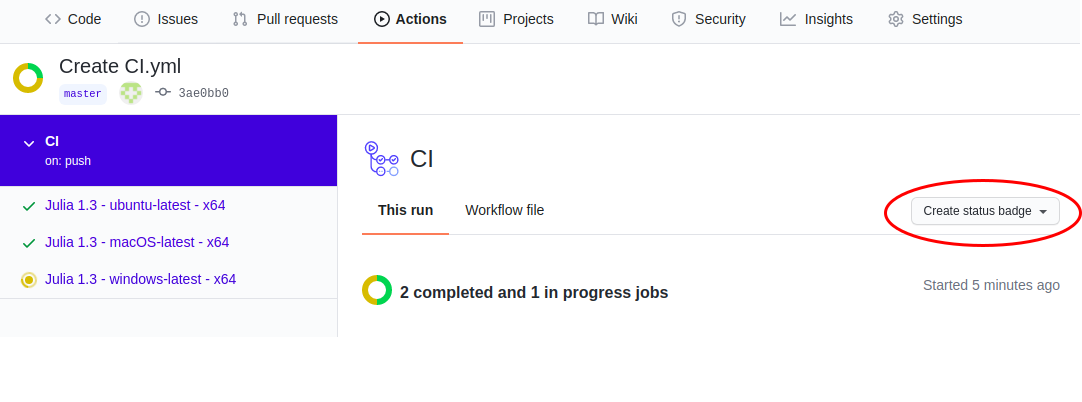 Code Issues Pull requests Actions Projects Wiki Security Insights Settings
Create CI.yml
master 3ae0bb0
CI
on: push
Julia 1.3 - ubuntu-latest - x64
Julia 1.3 - macOS-latest - x64
Julia 1.3 - windows-latest - x64
CI
This run Workflow file Create status badge
2 completed and 1 in progress jobs Started 5 minutes ago